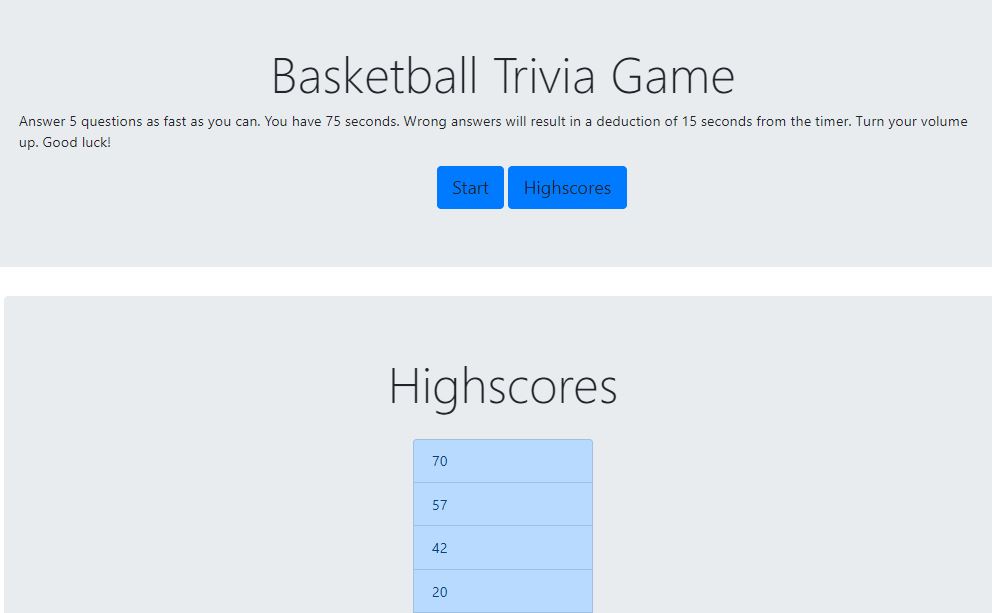 Basketball Trivia Game
Answer 5 questions as fast as you can. You have 75 seconds. Wrong answers will result in a deduction of 15 seconds from the timer. Turn your volume
up. Good luck!
Start Highscores
Highscores
70
57
42
20